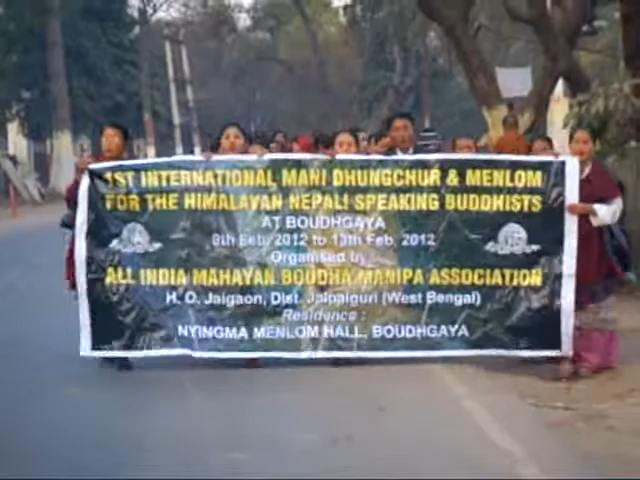 1ST INTERNATIONAL MANI DHUNGCHUR & MENLOM
FOR THE HIMALAYAN NEPALI SPEAKING BUDDHISTS
AT BOUDHGAYA
8th Feb, 2012 to 13th Feb, 2012
Organised by
ALL INDIA MAHAYAN BOUDHA MANIPA ASSOCIATION
H. O. Jaigaon, Dist. Jalpaiguri (West Bengal)
Residence :
NYINGMA MENLOM HALL, BOUDHGAYA